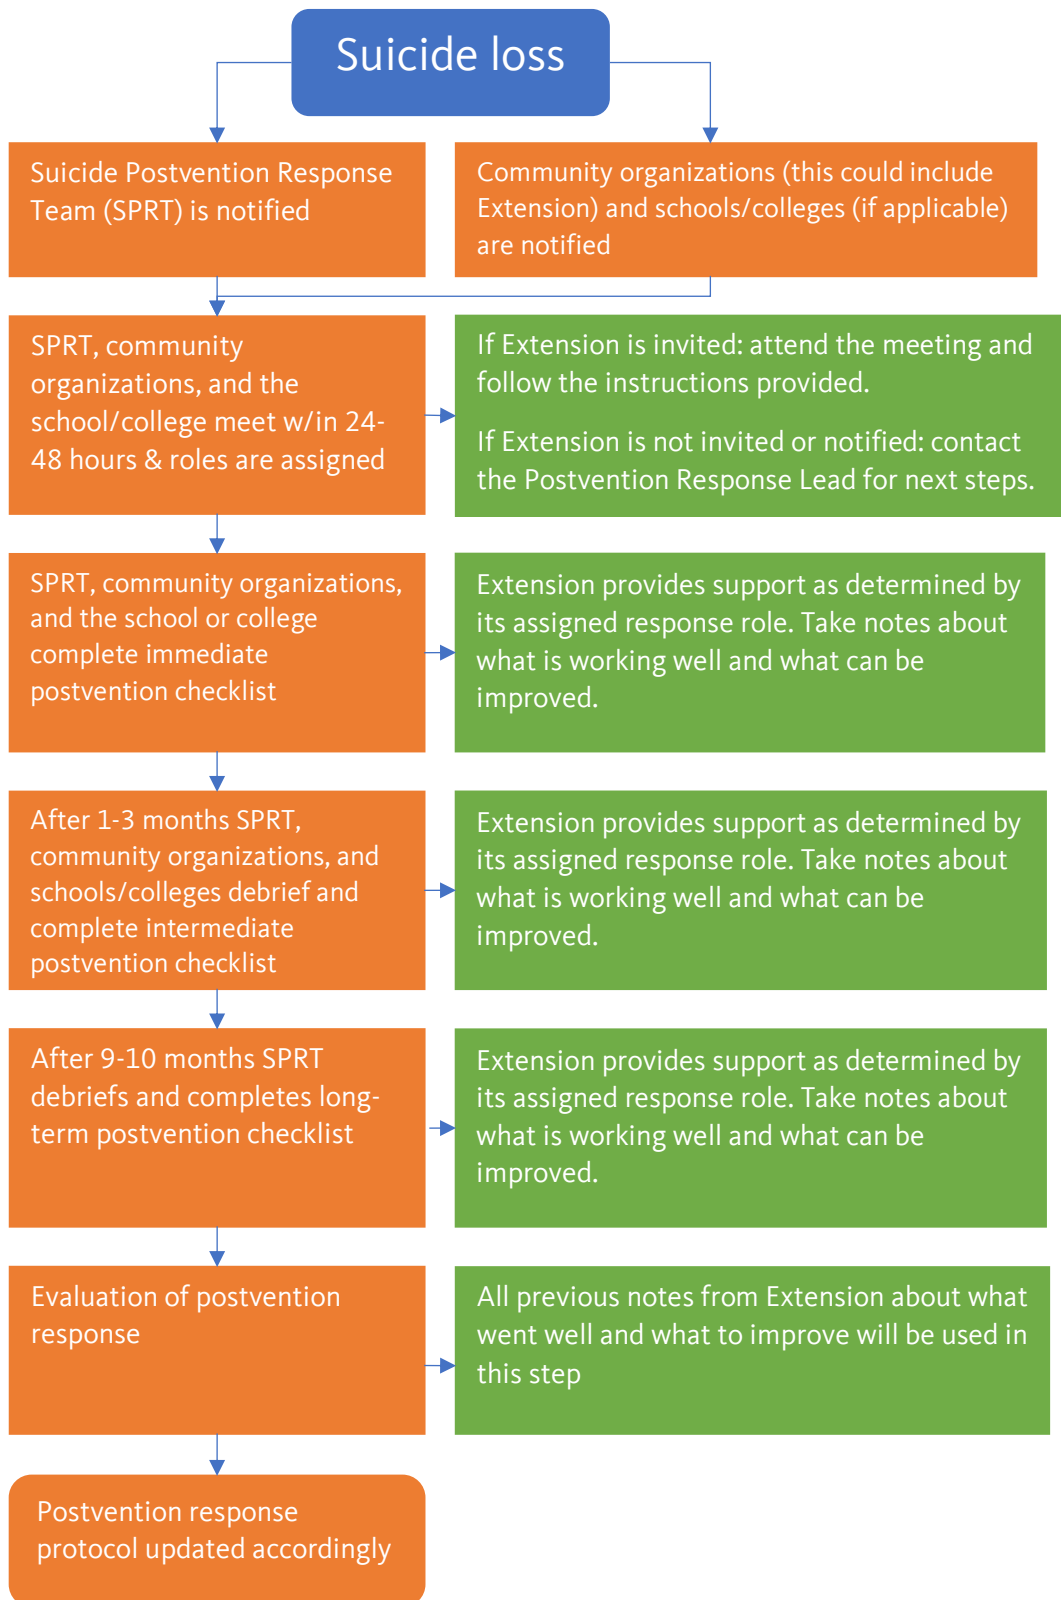 Suicide loss
Suicide Postvention Response
Team (SPRT) is notified
Community organizations (this could include
Extension) and schools/colleges (if applicable)
are notified
SPRT, community
organizations, and the
school/college meet w/in 24-
48 hours & roles are assigned
If Extension is invited: attend the meeting and
follow the instructions provided.
If Extension is not invited or notified: contact
the Postvention Response Lead for next steps.
SPRT, community organizations,
and the school or college
complete immediate
postvention checklist
Extension provides support as determined by
its assigned response role. Take notes about
what is working well and what can be
improved.
After 1-3 months SPRT,
community organizations, and
schools/colleges debrief and
complete intermediate
postvention checklist
Extension provides support as determined by
its assigned response role. Take notes about
what is working well and what can be
improved.
After 9-10 months SPRT
debriefs and completes long-
term postvention checklist
Extension provides support as determined by
its assigned response role. Take notes about
what is working well and what can be
improved.
Evaluation of postvention
response
All previous notes from Extension about what
went well and what to improve will be used in
this step
Postvention response
protocol updated accordingly